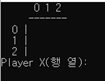 0 1 2
-------
0 |
1 |
2 |
Player X(행 열):